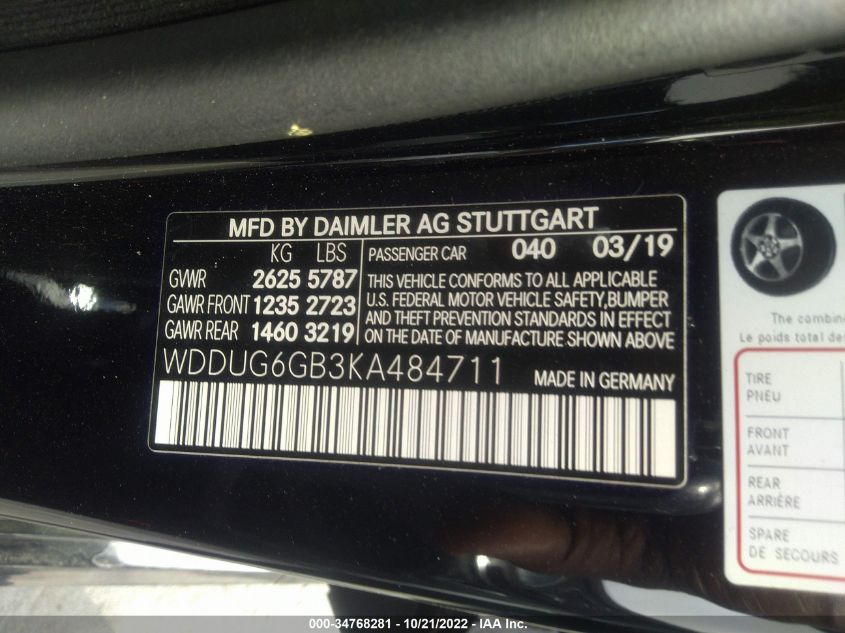 MFD BY DAIMLER AG STUTTGART
KG LBS
GVWR 2625 5787
GAWR FRONT 1235 2723
GAWR REAR 1460 3219
PASSENGER CAR 040 03/19
THIS VEHICLE CONFORMS TO ALL APPLICABLE
U.S. FEDERAL MOTOR VEHICLE SAFETY,BUMPER
AND THEFT PREVENTION STANDARDS IN EFFECT
ON THE DATE OF MANUFACTURE SHOWN ABOVE
WDDUG6GB3KA484711 MADE IN GERMANY
The combine
Le poids total de
TIRE
PNEU
FRONT
AVANT
REAR
ARRIÈRE
SPARE
DE SECOURS
000-34768281 - 10/21/2022 - IAA Inc.